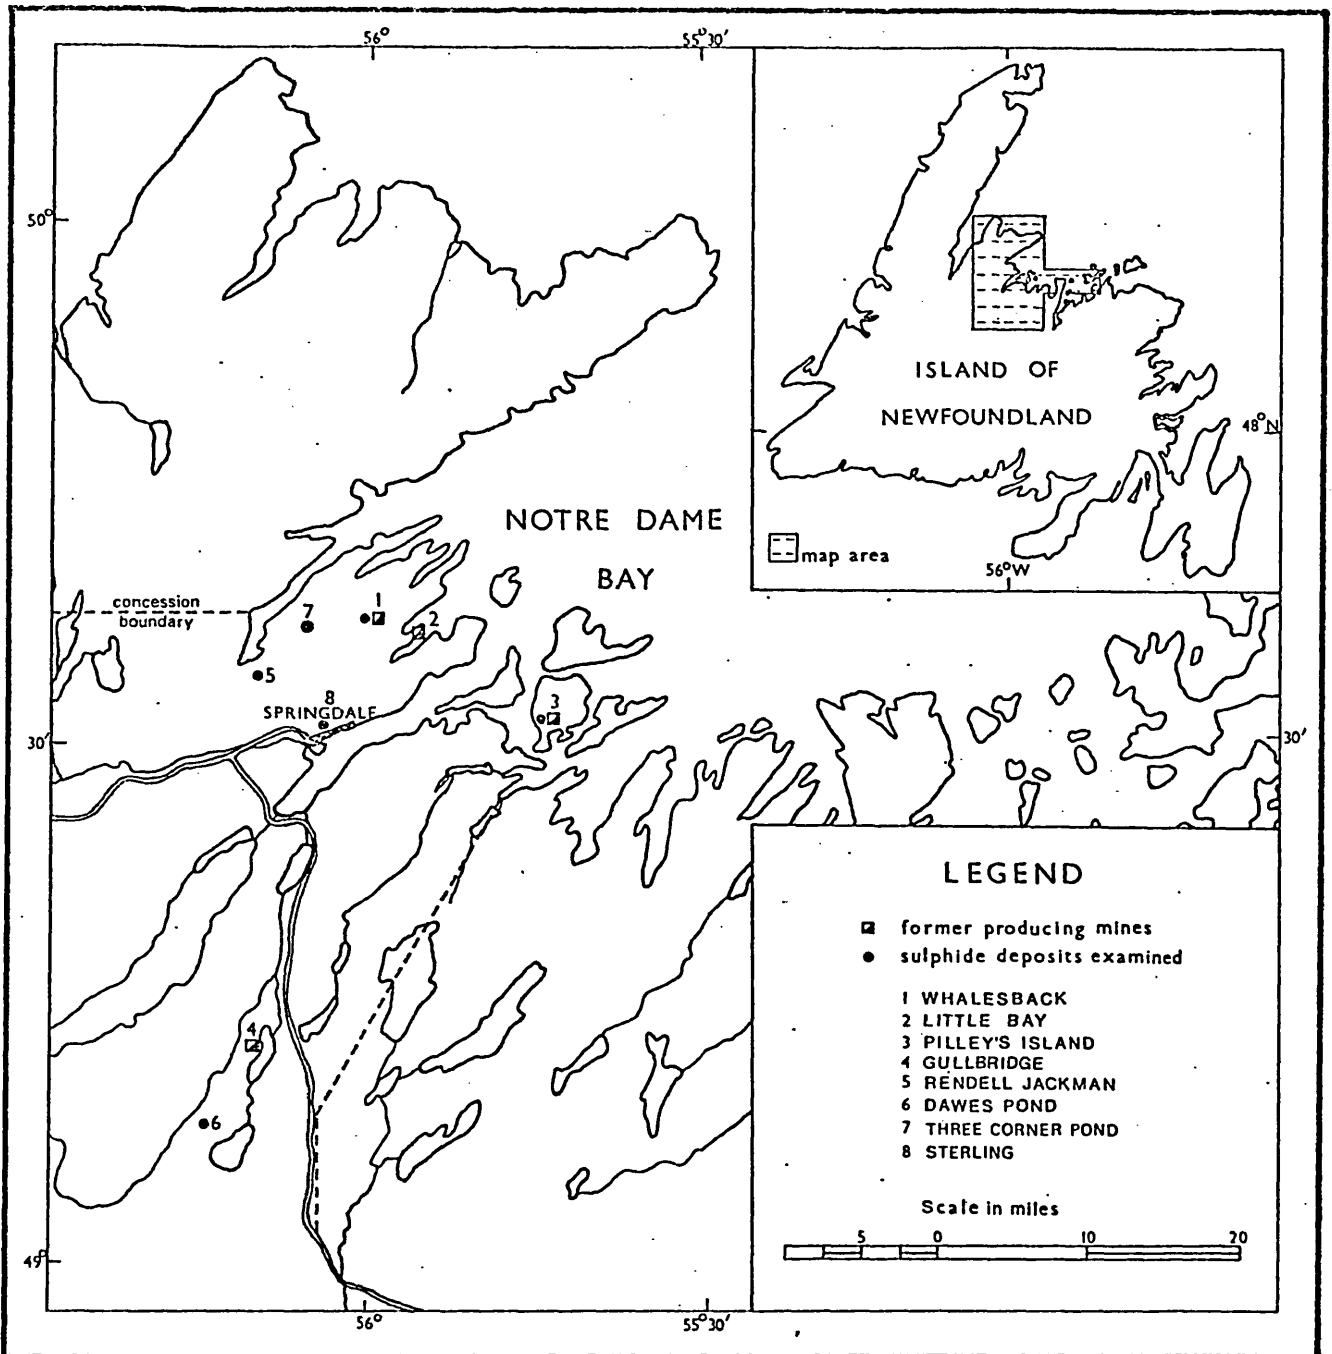 56°
55°30'
50°
ISLAND OF
NEWFOUNDLAND
48°N
map area
56°W
NOTRE DAME
BAY
concession
boundary
7
1
2
5
8
SPRINGDALE
3
30'
30'
4
6
49°
56°
55°30'
LEGEND
former producing mines
sulphide deposits examined
1 WHALESBACK
2 LITTLE BAY
3 PILLEY'S ISLAND
4 GULLBRIDGE
5 RENDELL JACKMAN
6 DAWES POND
7 THREE CORNER POND
8 STERLING
Scale in miles
5 0 10 20